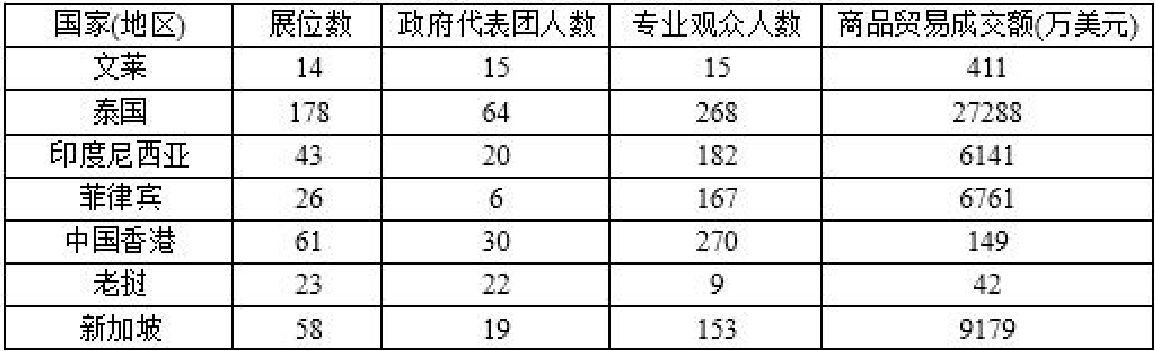 国家(地区) 展位数 政府代表团人数 专业观众人数 商品贸易成交额(万美元)
文莱 14 15 15 411
泰国 178 64 268 27288
印度尼西亚 43 20 182 6141
菲律宾 26 6 167 6761
中国香港 61 30 270 149
老挝 23 22 9 42
新加坡 58 19 153 9179